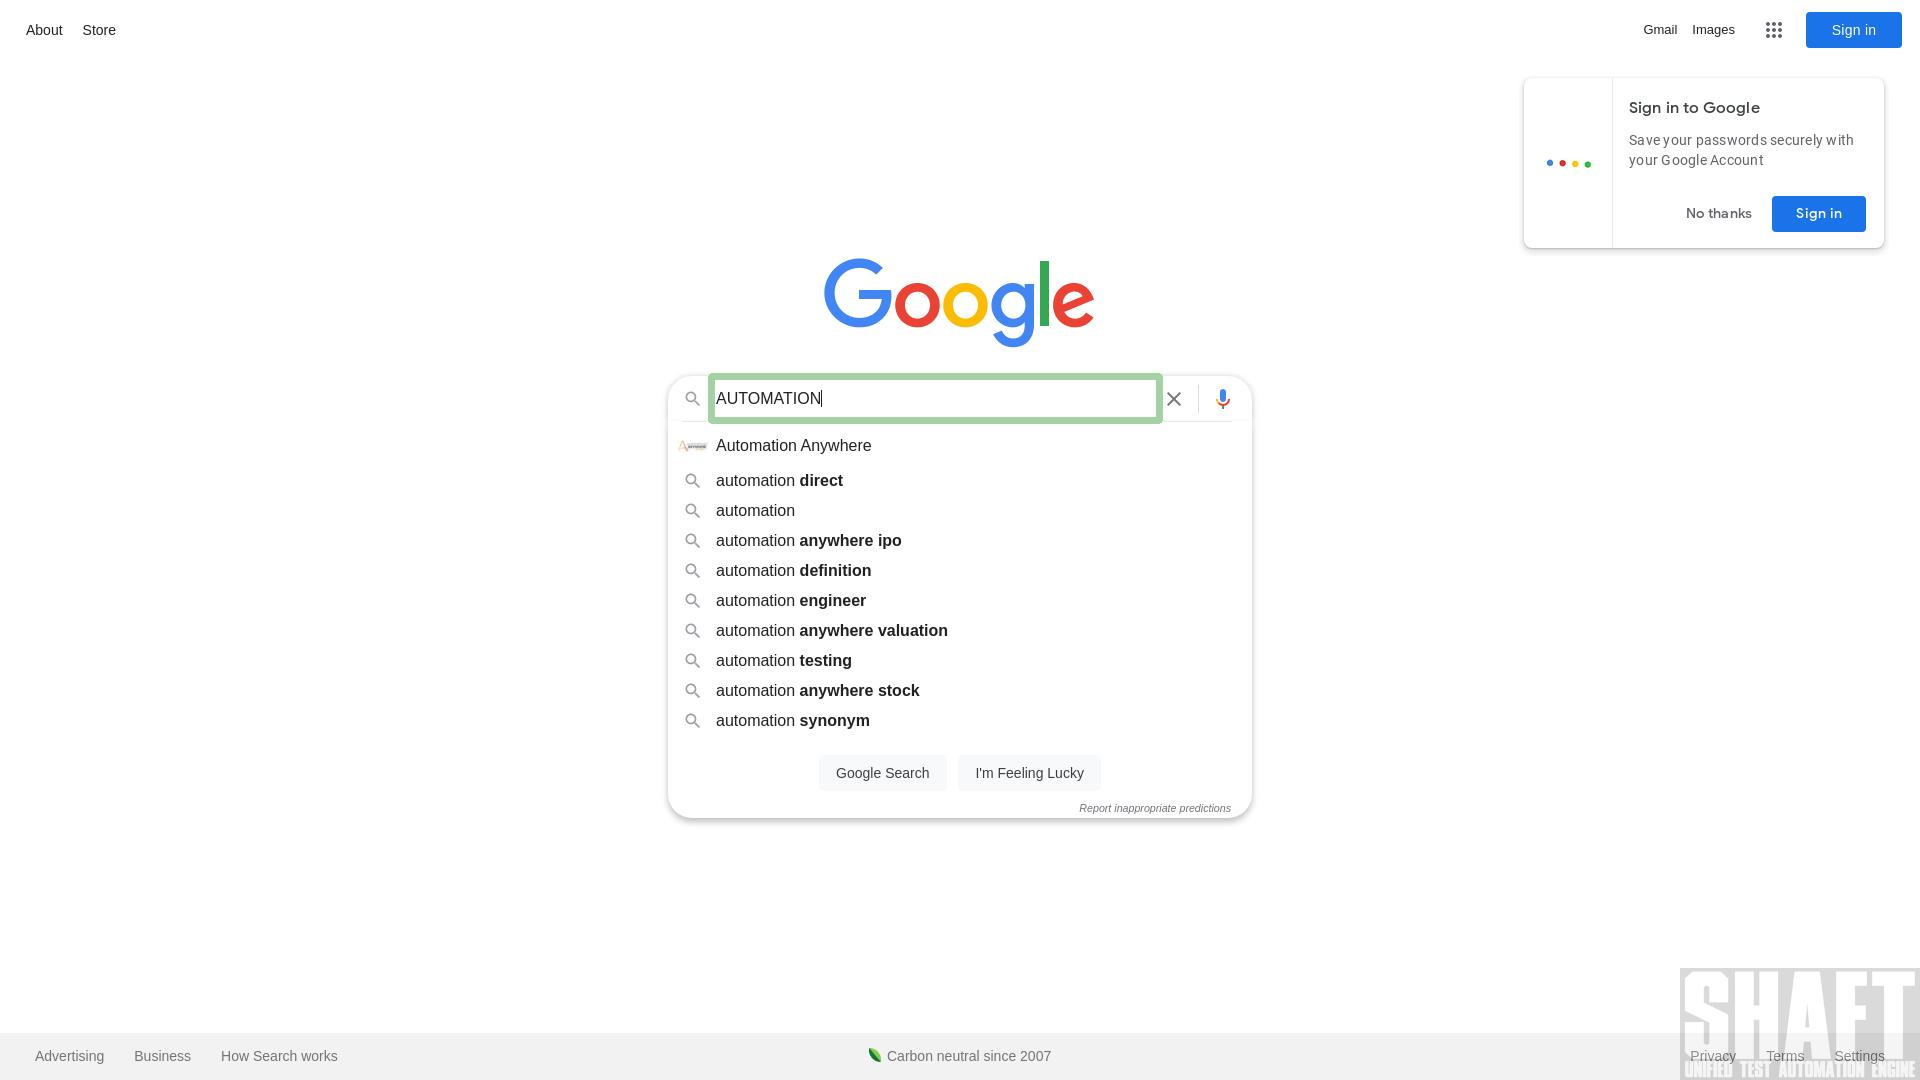 About Store
Gmail Images Sign in
Sign in to Google
Save your passwords securely with
your Google Account
No thanks Sign in
Google
AUTOMATION
Automation Anywhere
automation direct
automation
automation anywhere ipo
automation definition
automation engineer
automation anywhere valuation
automation testing
automation anywhere stock
automation synonym
Google Search I'm Feeling Lucky
Report inappropriate predictions
SHAFT
Advertising Business How Search works Carbon neutral since 2007 Privacy Terms Settings
UNIFIED TEST AUTOMATION ENGINE